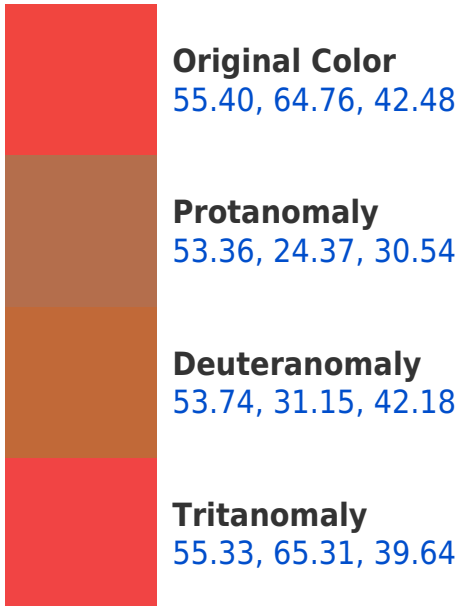 Original Color
55.40, 64.76, 42.48
Protanomaly
53.36, 24.37, 30.54
Deuteranomaly
53.74, 31.15, 42.18
Tritanomaly
55.33, 65.31, 39.64